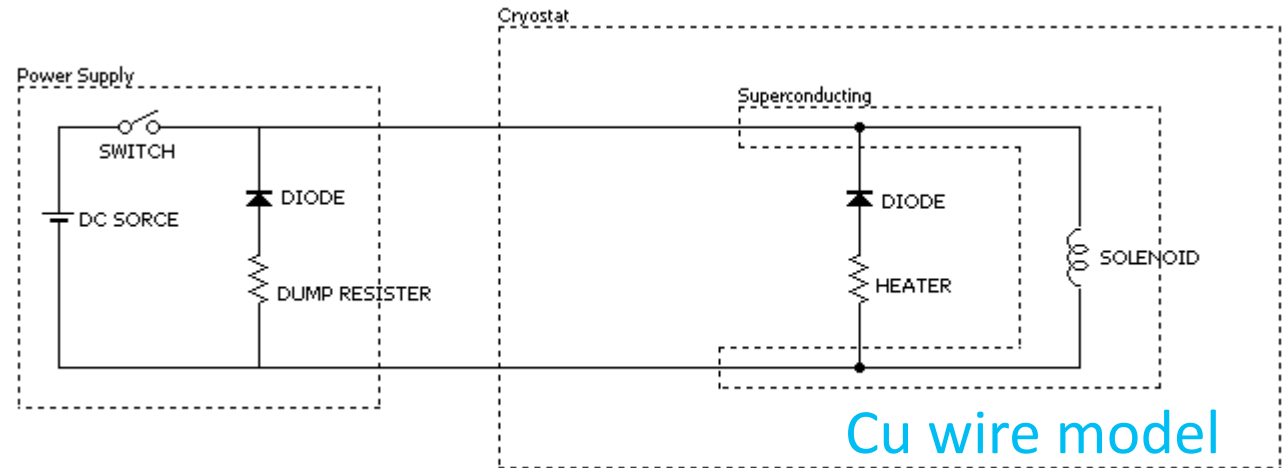 Cryostat
Power Supply
Superconducting
SWITCH
DIODE
DIODE
DC SORCE
SOLENOID
HEATER
DUMP RESISTER
Cu wire model